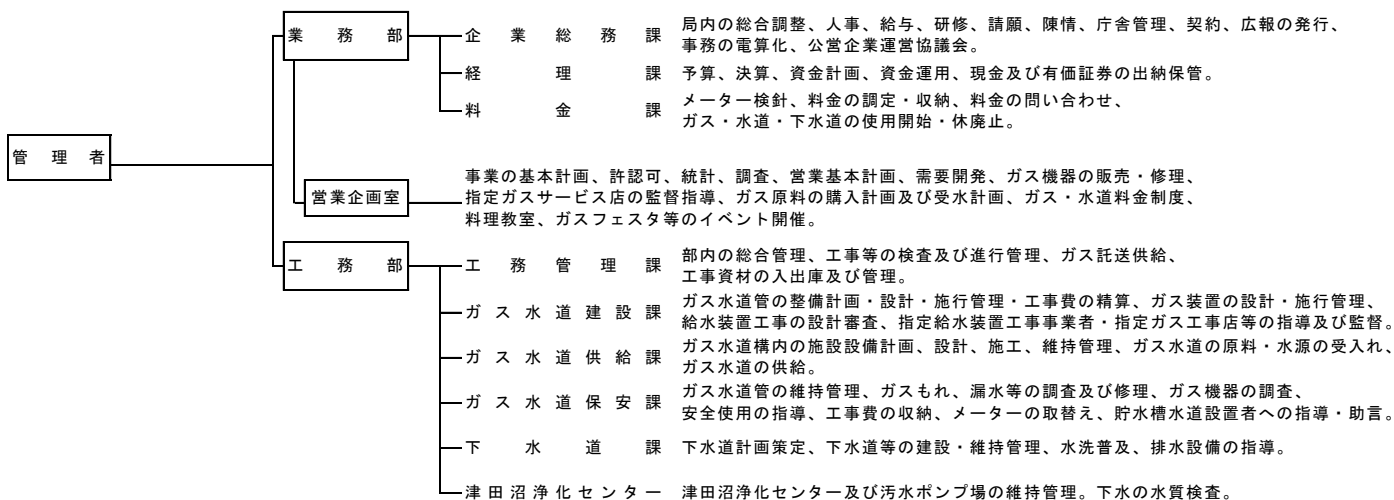 管理者
業務部
企業総務課
局内の総合調整、人事、給与、研修、請願、陳情、庁舎管理、契約、広報の発行、
事務の電算化、公営企業運営協議会。
経理課
予算、決算、資金計画、資金運用、現金及び有価証券の出納保管。
料金課
メーター検針、料金の調定・収納、料金の問い合わせ、
ガス・水道・下水道の使用開始・休廃止。
営業企画室
事業の基本計画、許認可、統計、調査、営業基本計画、需要開発、ガス機器の販売・修理、
指定ガスサービス店の監督指導、ガス原料の購入計画及び受水計画、ガス・水道料金制度、
料理教室、ガスフェスタ等のイベント開催。
工務部
工務管理課
部内の総合管理、工事等の検査及び進行管理、ガス託送供給、
工事資材の入出庫及び管理。
ガス水道建設課
ガス水道管の整備計画・設計・施行管理・工事費の精算、ガス装置の設計・施行管理、
給水装置工事の設計審査、指定給水装置工事事業者・指定ガス工事店等の指導及び監督。
ガス水道供給課
ガス水道構内の施設設備計画、設計、施工、維持管理、ガス水道の原料・水源の受入れ、
ガス水道の供給。
ガス水道保安課
ガス水道管の維持管理、ガスもれ、漏水等の調査及び修理、ガス機器の調査、
安全使用の指導、工事費の収納、メーターの取替え、貯水槽水道設置者への指導・助言。
下水道課
下水道計画策定、下水道等の建設・維持管理、水洗普及、排水設備の指導。
津田沼浄化センター
津田沼浄化センター及び汚水ポンプ場の維持管理。下水の水質検査。